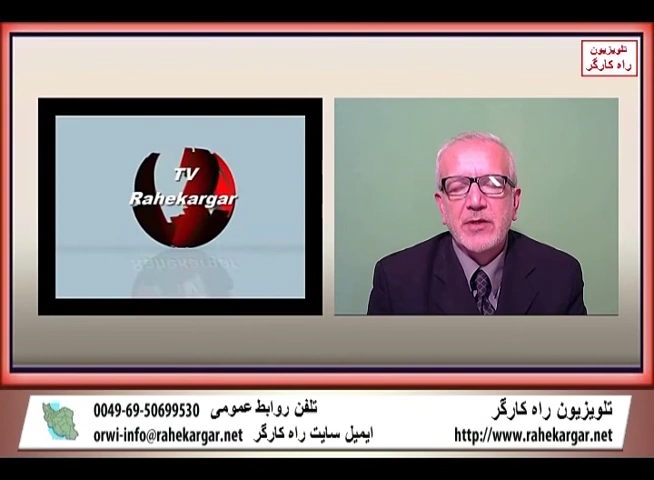 تلویزیون
راه کارگر
TV
Rahekargar
تلویزیون راه کارگر
تلفن روابط عمومی 0049-69-50699530
http://www.rahekargar.net
ایمیل سایت راه کارگر orwi-info@rahekargar.net